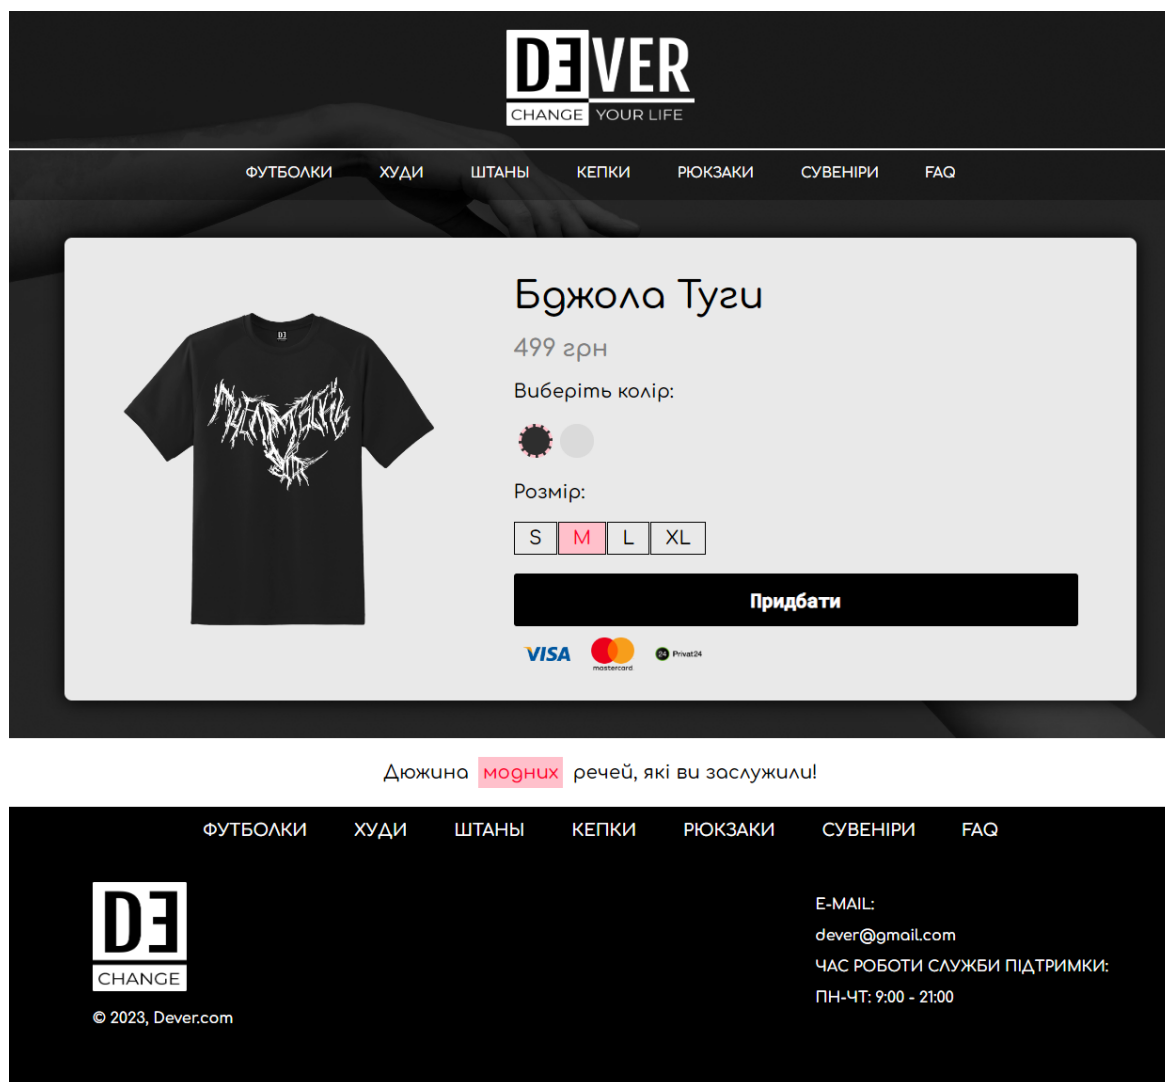 DEVER
CHANGE YOUR LIFE
ФУТБОЛКИ ХУДИ ШТАНЫ КЕПКИ РЮКЗАКИ СУВЕНІРИ FAQ
Бджола Туги
499 грн
Виберіть колір:
Розмір:
S M L XL
Придбати
VISA mastercard 24 Privat24
DE
Дюжина модних речей, які ви заслужили!
ФУТБОЛКИ ХУДИ ШТАНЫ КЕПКИ РЮКЗАКИ СУВЕНІРИ FAQ
DE
CHANGE
© 2023, Dever.com
E-MAIL:
dever@gmail.com
ЧАС РОБОТИ СЛУЖБИ ПІДТРИМКИ:
ПН-ЧТ: 9:00 - 21:00